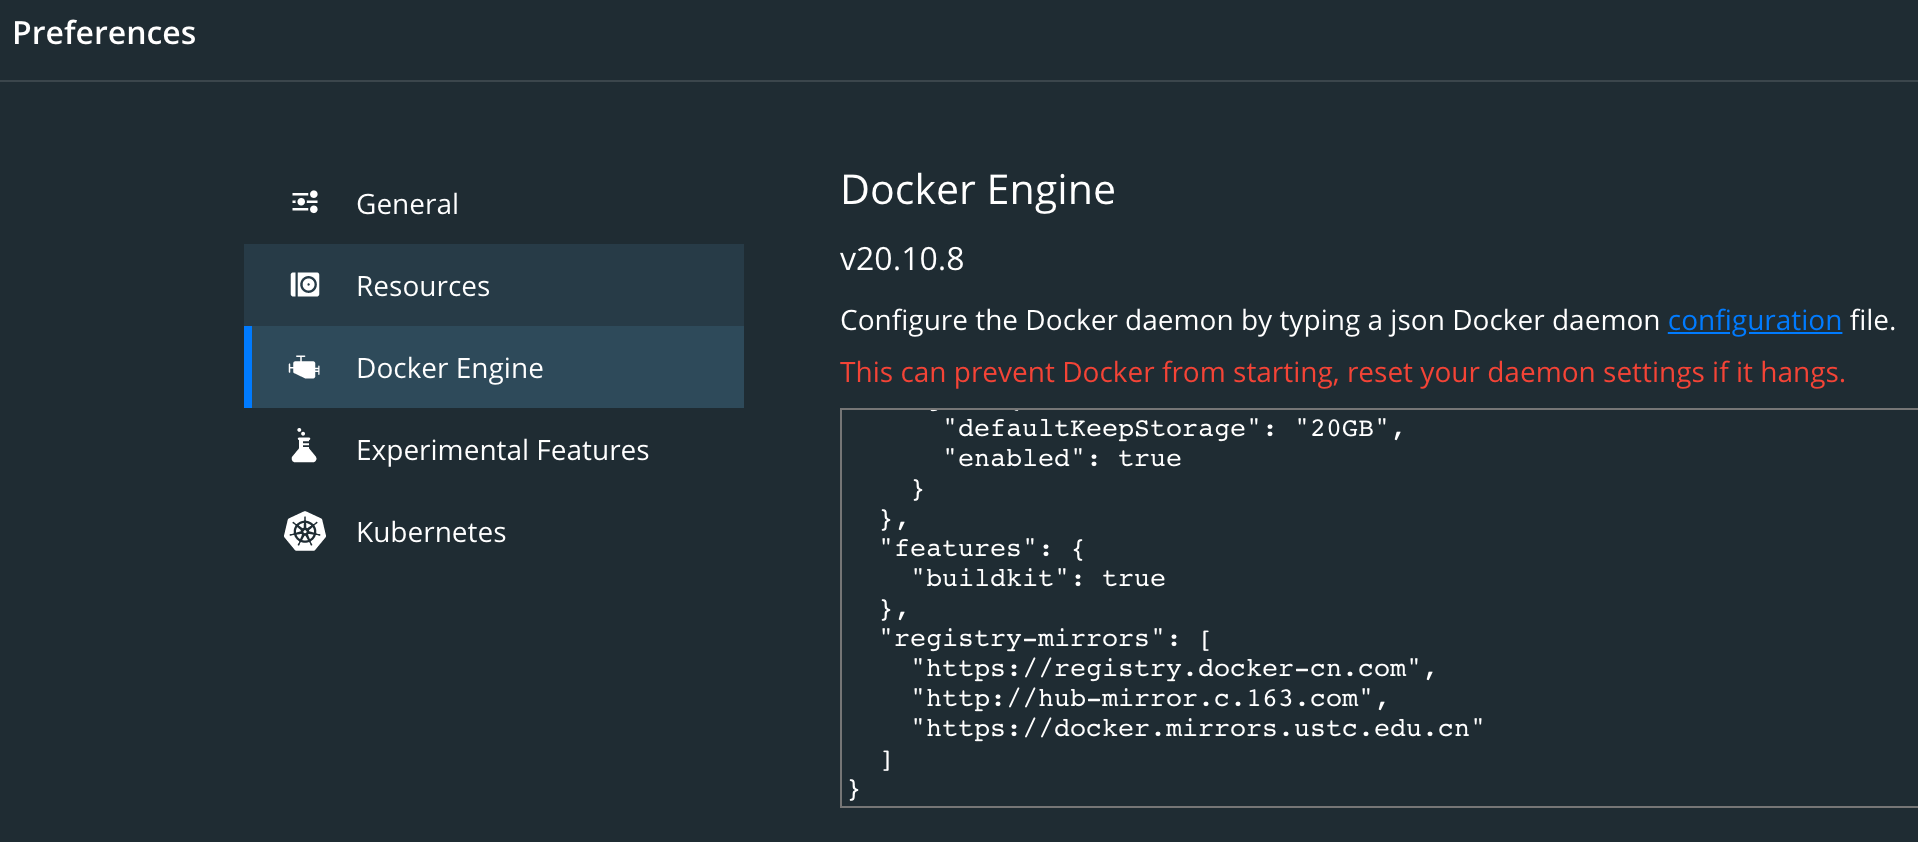 Preferences
General
Resources
Docker Engine
Experimental Features
Kubernetes
Docker Engine
v20.10.8
Configure the Docker daemon by typing a json Docker daemon configuration file.
This can prevent Docker from starting, reset your daemon settings if it hangs.
      "defaultKeepStorage": "20GB",
      "enabled": true
    }
  },
  "features": {
    "buildkit": true
  },
  "registry-mirrors": [
    "https://registry.docker-cn.com",
    "http://hub-mirror.c.163.com",
    "https://docker.mirrors.ustc.edu.cn"
  ]
}